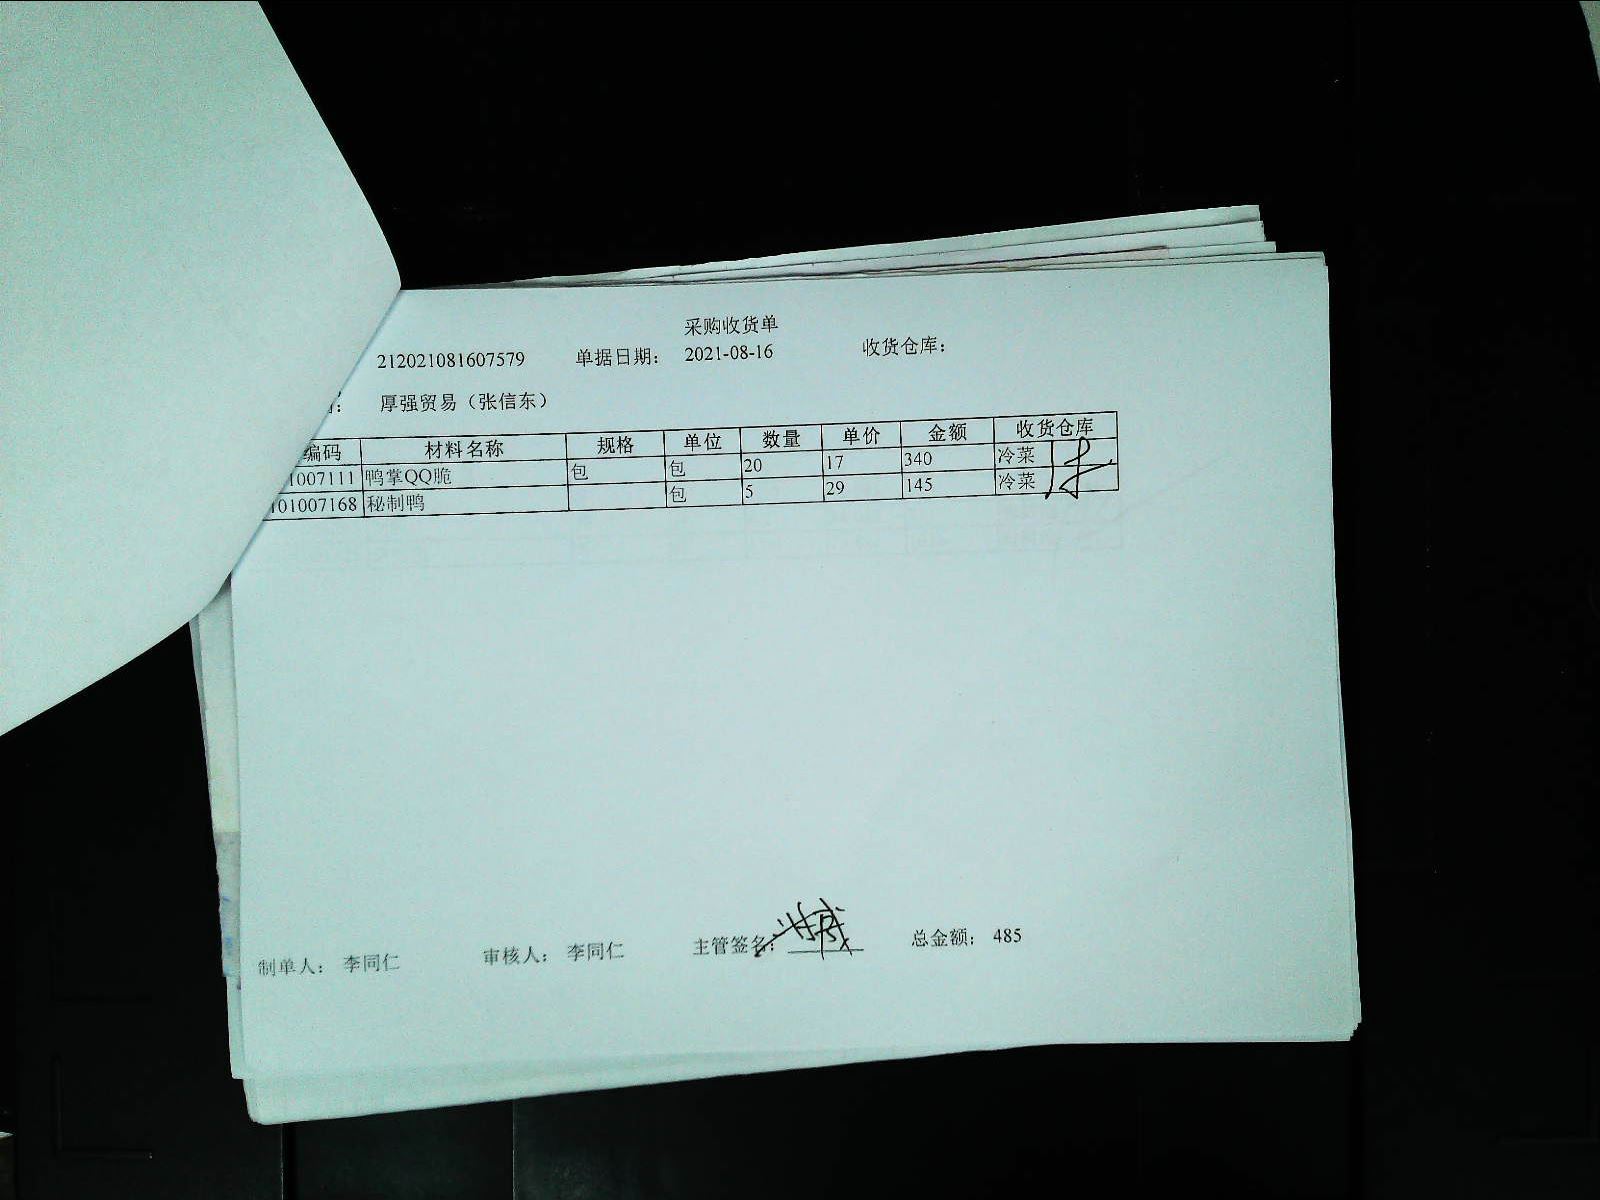 采购收货单
212021081607579 单据日期： 2021-08-16 收货仓库：
： 厚强贸易（张信东）
编码 材料名称 规格 单位 数量 单价 金额 收货仓库
1007111 鸭掌QQ脆 包 包 20 17 340 冷菜
101007168 秘制鸭 包 5 29 145 冷菜
制单人： 李同仁 审核人： 李同仁 主管签名： 总金额： 485